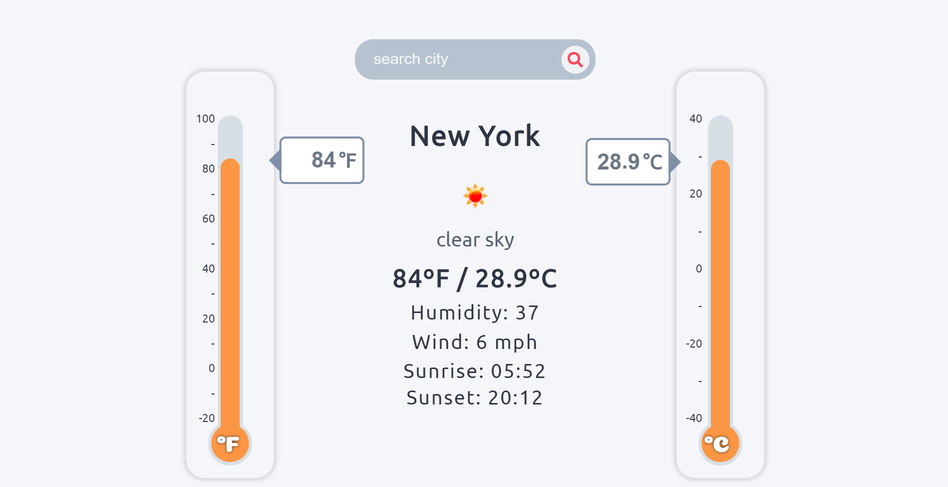 search city
New York
clear sky
84°F / 28.9°C
Humidity: 37
Wind: 6 mph
Sunrise: 05:52
Sunset: 20:12
100
-
80
-
60
-
40
-
20
-
0
-
-20
°F
84 °F
28.9 °C
40
-
20
-
0
-
-20
-
-40
°C